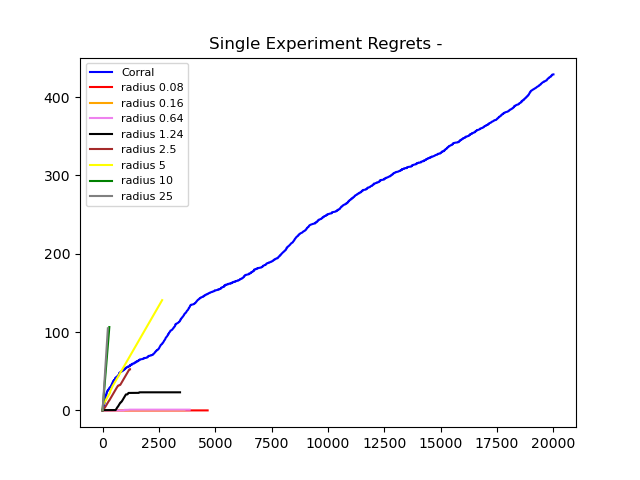 Single Experiment Regrets -
Corral
radius 0.08
radius 0.16
radius 0.64
radius 1.24
radius 2.5
radius 5
radius 10
radius 25
400
300
200
100
0
0 2500 5000 7500 10000 12500 15000 17500 20000